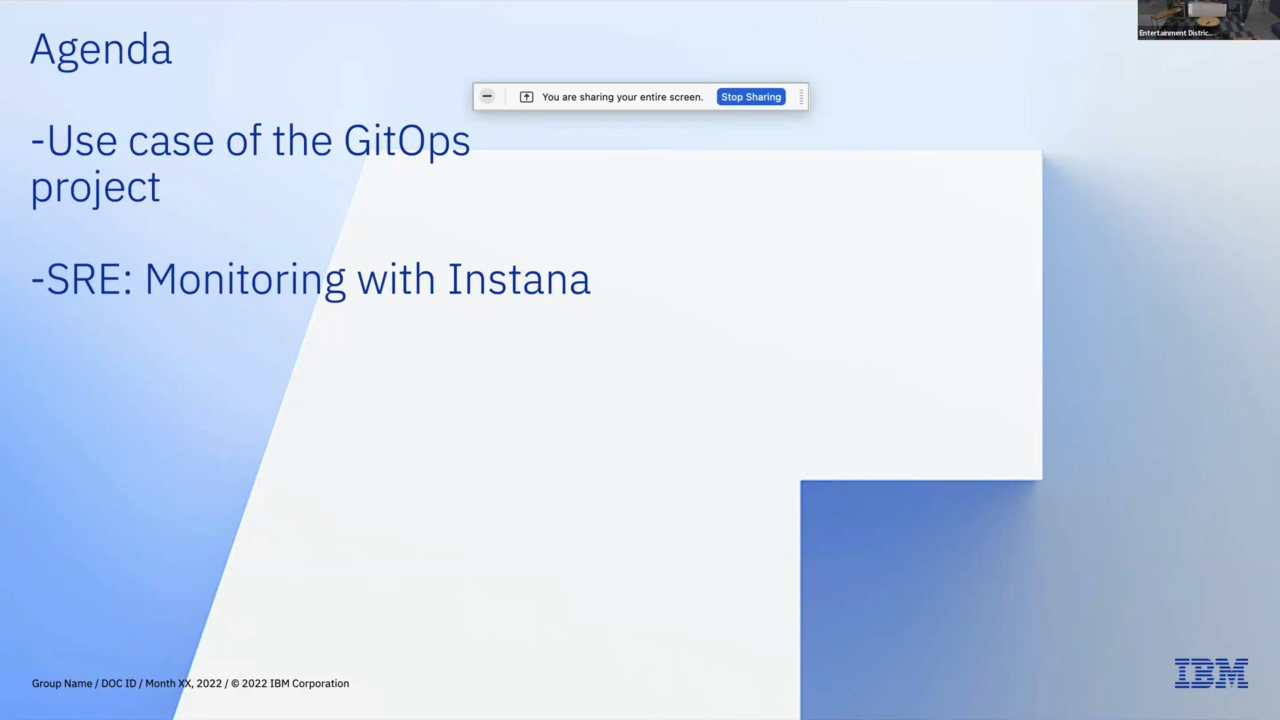 Agenda
Entertainment Distric...
You are sharing your entire screen. Stop Sharing
-Use case of the GitOps
project
-SRE: Monitoring with Instana
Group Name / DOC ID / Month XX, 2022 / © 2022 IBM Corporation
IBM